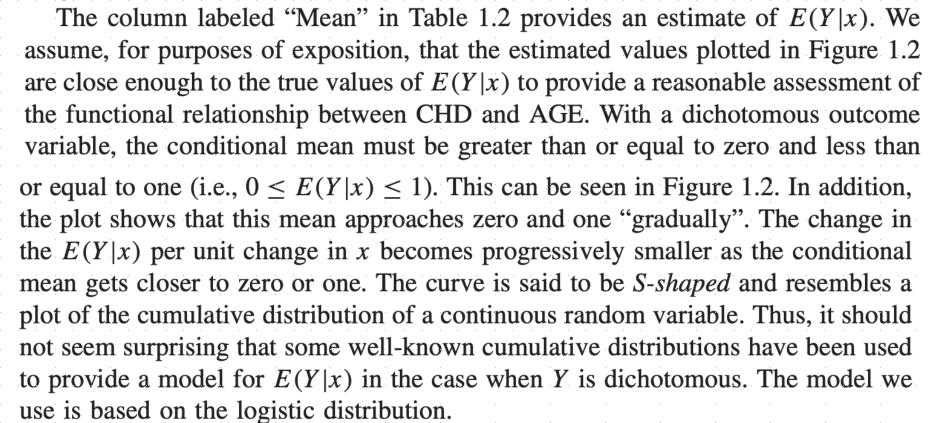 The column labeled “Mean” in Table 1.2 provides an estimate of E(Y|x). We
assume, for purposes of exposition, that the estimated values plotted in Figure 1.2
are close enough to the true values of E(Y|x) to provide a reasonable assessment of
the functional relationship between CHD and AGE. With a dichotomous outcome
variable, the conditional mean must be greater than or equal to zero and less than
or equal to one (i.e., 0 ≤ E(Y|x) ≤ 1). This can be seen in Figure 1.2. In addition,
the plot shows that this mean approaches zero and one “gradually”. The change in
the E(Y|x) per unit change in x becomes progressively smaller as the conditional
mean gets closer to zero or one. The curve is said to be S-shaped and resembles a
plot of the cumulative distribution of a continuous random variable. Thus, it should
not seem surprising that some well-known cumulative distributions have been used
to provide a model for E(Y|x) in the case when Y is dichotomous. The model we
use is based on the logistic distribution.